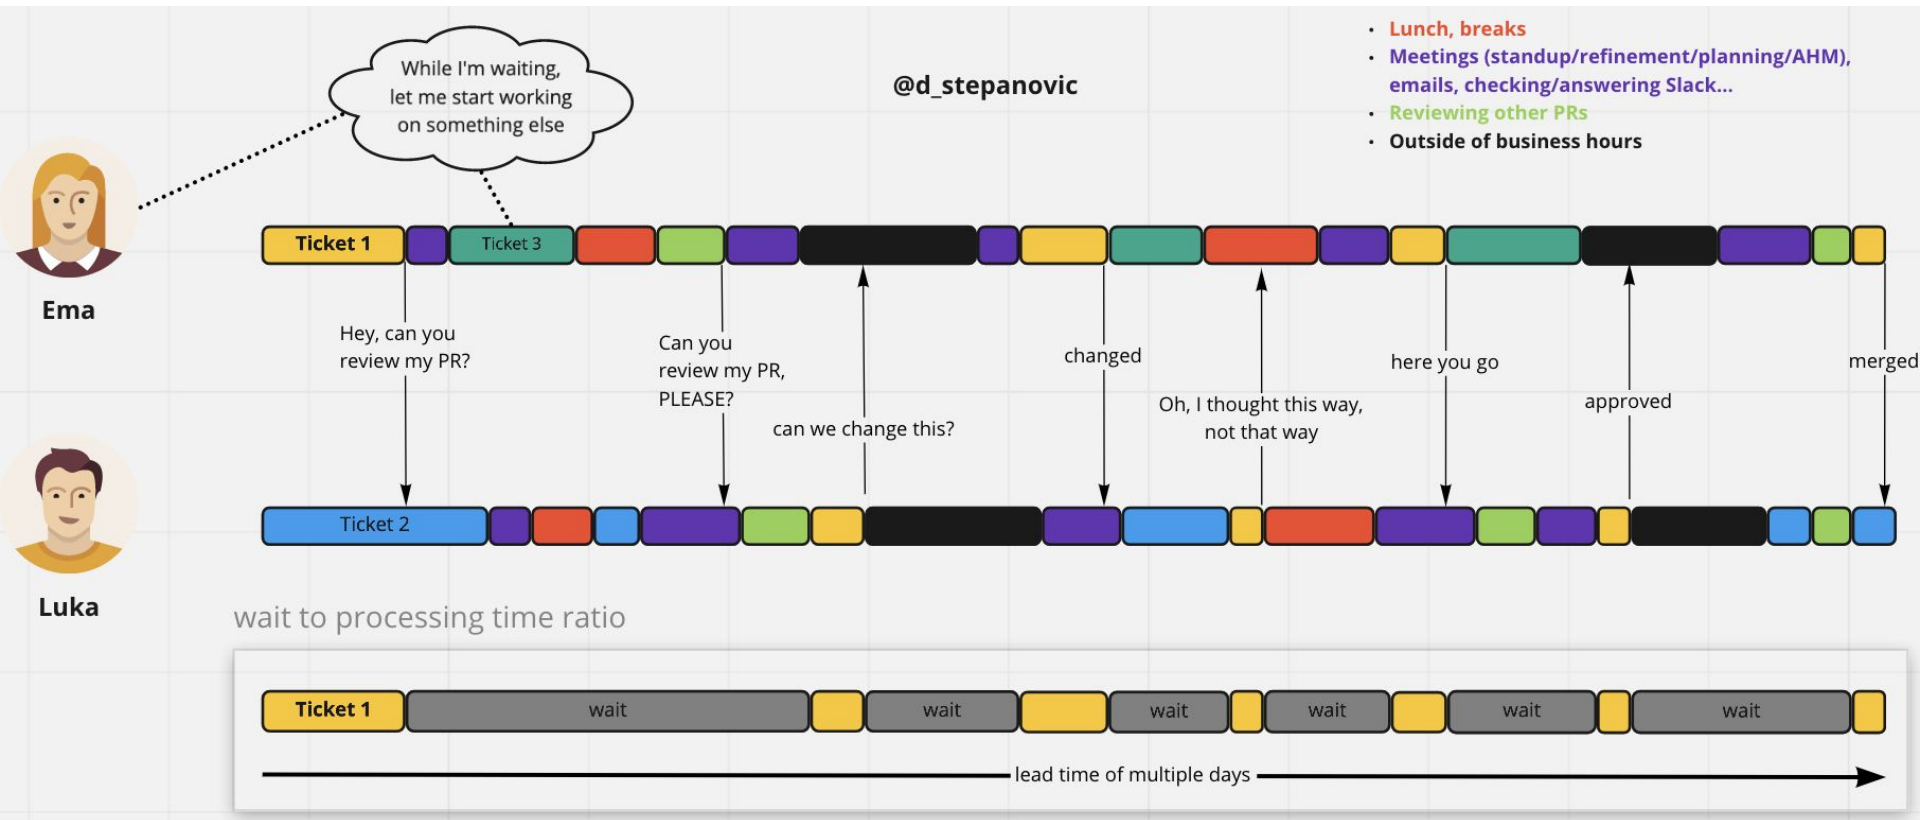 While I'm waiting,
let me start working
on something else
@d_stepanovic
• Lunch, breaks
• Meetings (standup/refinement/planning/AHM),
emails, checking/answering Slack...
• Reviewing other PRs
• Outside of business hours
Ticket 1
Ticket 3
Ema
Hey, can you
review my PR?
Can you
review my PR,
PLEASE?
can we change this?
changed
Oh, I thought this way,
not that way
here you go
approved
merged
Ticket 2
Luka
wait to processing time ratio
Ticket 1
wait
wait
wait
wait
wait
wait
lead time of multiple days